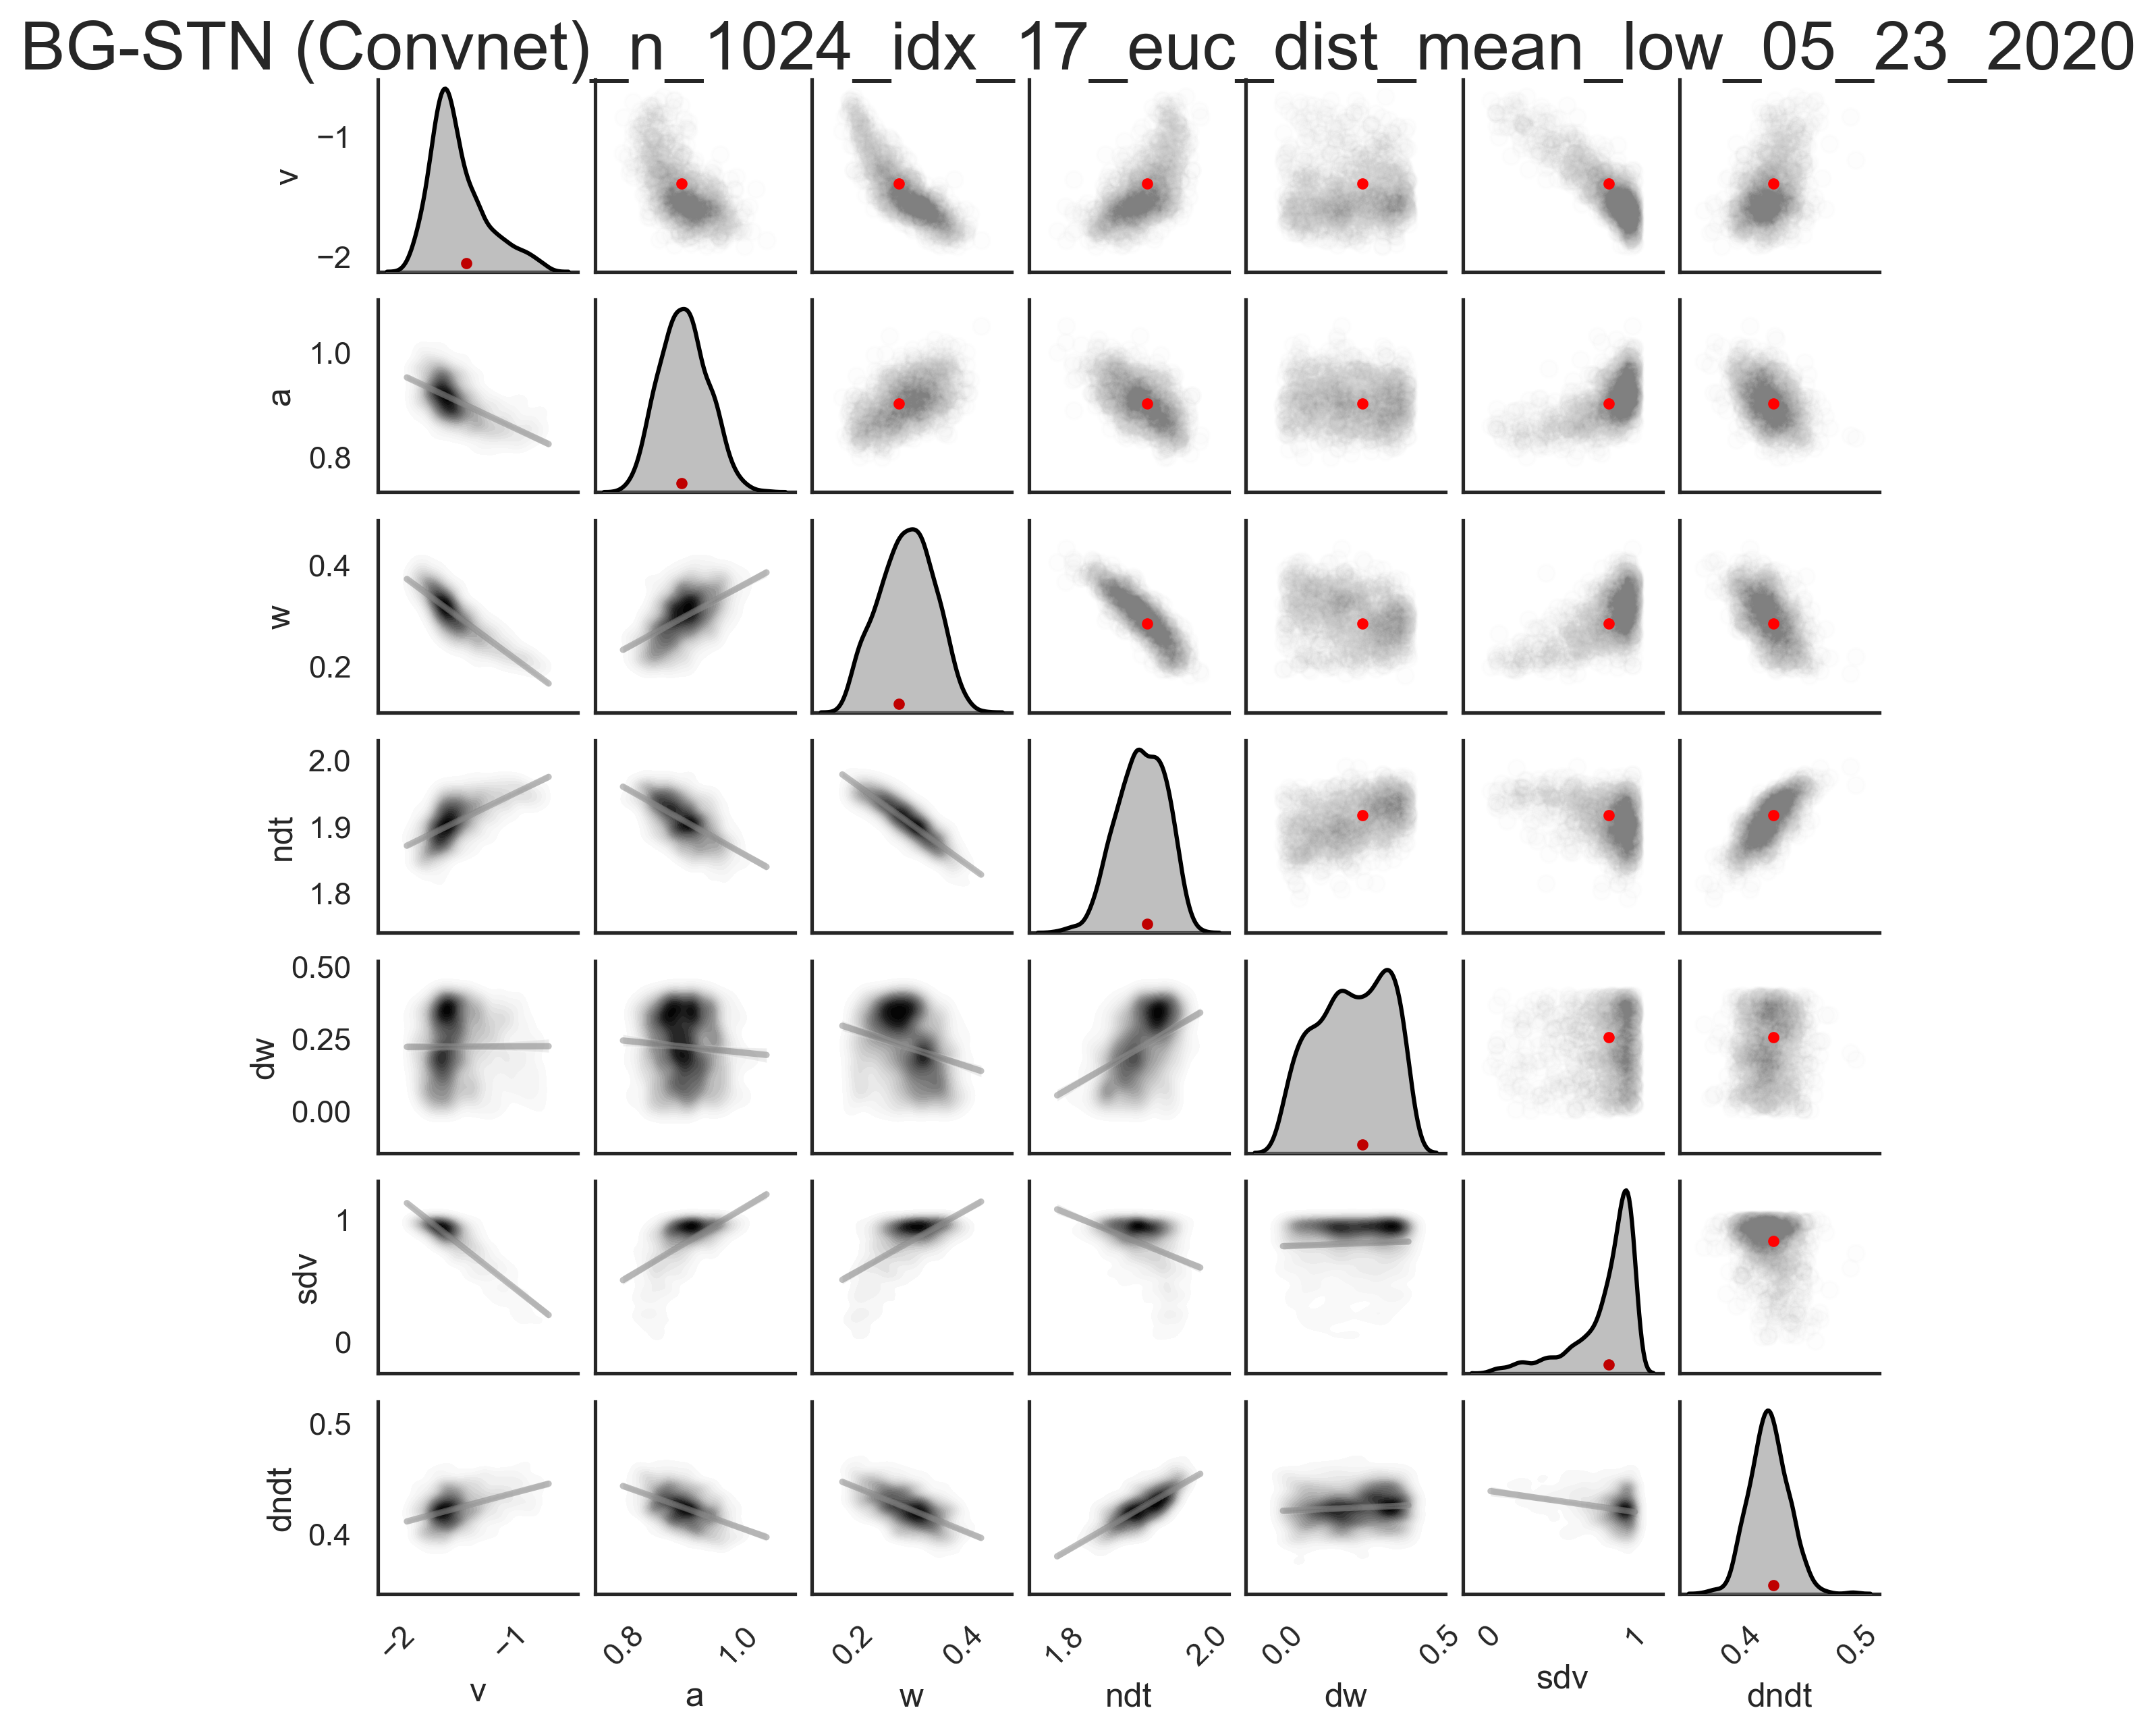 BG-STN (Convnet)_n_1024_idx_17_euc_dist_mean_low_05_23_2020
v
−1
−2
a
1.0
0.8
w
0.4
0.2
ndt
2.0
1.9
1.8
dw
0.50
0.25
0.00
sdv
1
0
dndt
0.5
0.4
−2 −1 0.8 1.0 0.2 0.4 1.8 2.0 0.0 0.5 0 1 0.4 0.5
v a w ndt dw sdv dndt